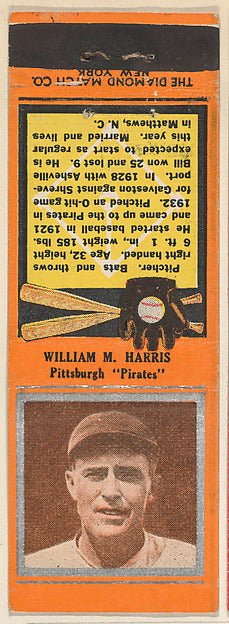 THE DIAMOND MATCH CO.
NEW YORK
Pitcher. Bats and throws
right handed. Age 32, height
6 ft. 1 in., weight 185 lbs.
He started baseball in 1921
and came up to the Pirates in
1932. Pitched an O-hit game
for Galveston against Shreve-
port. In 1928 with Asheville
Bill won 25 and lost 9. He is
expected to start as regular
this year. Married and lives
in Matthews, N. C.
WILLIAM M. HARRIS
Pittsburgh "Pirates"